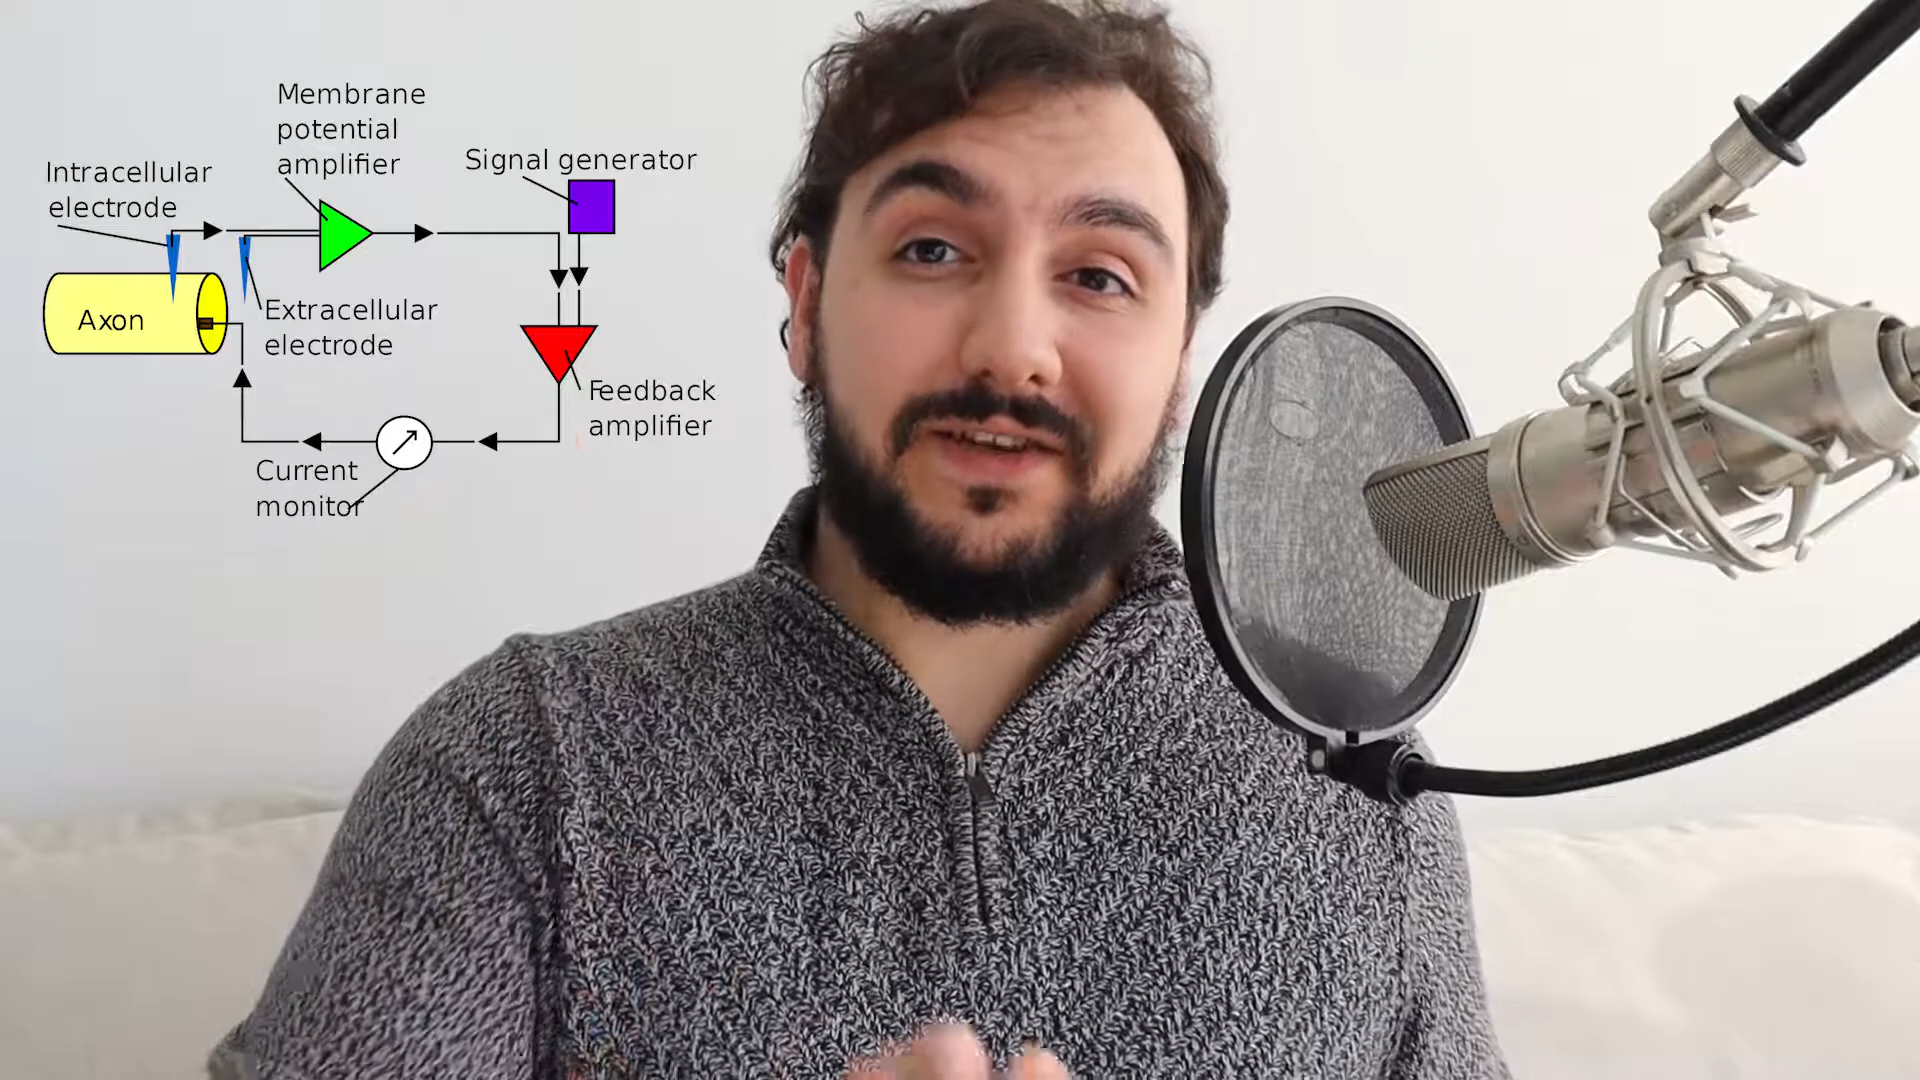 Membrane
potential
amplifier
Signal generator
Intracellular
electrode
Axon
Extracellular
electrode
Feedback
amplifier
Current
monitor